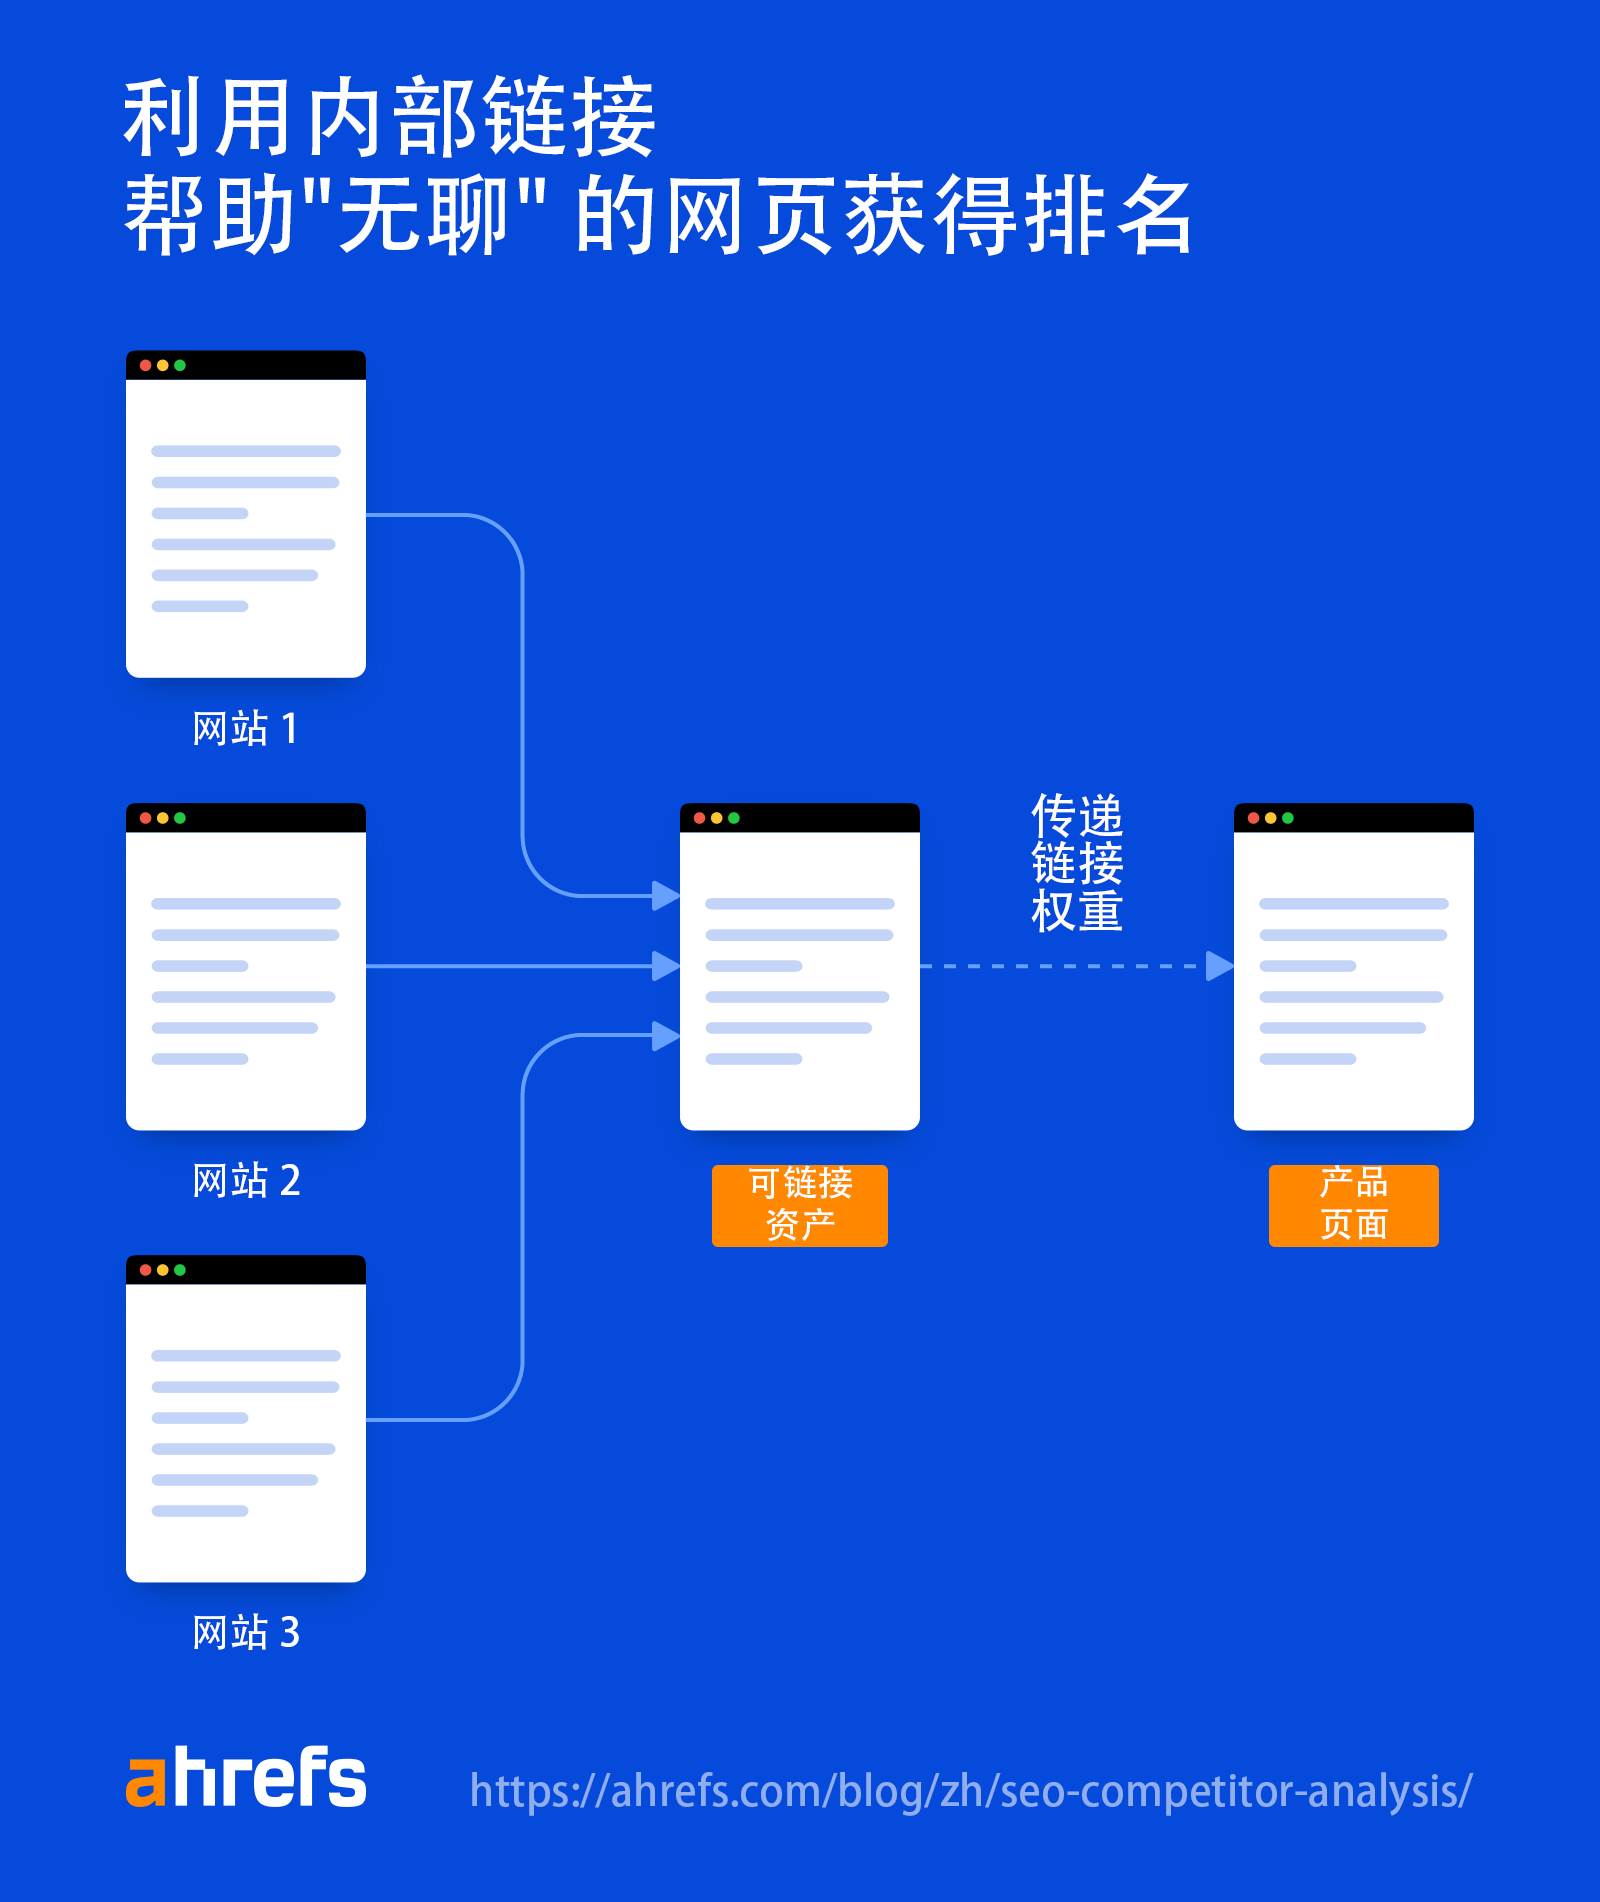 利用内部链接
帮助"无聊" 的网页获得排名
网站 1
传递
链接
权重
网站 2
可链接
资产
产品
页面
网站 3
ahrefs
https://ahrefs.com/blog/zh/seo-competitor-analysis/